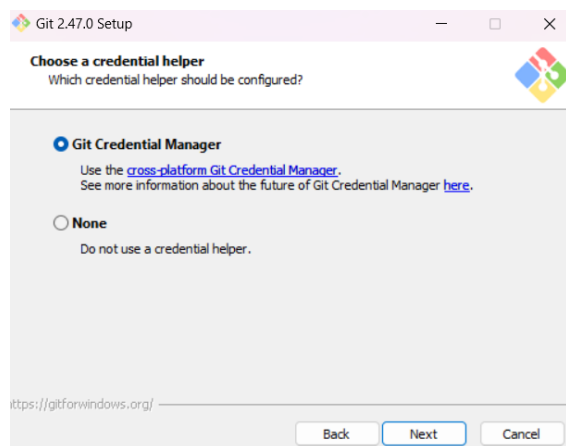 Git 2.47.0 Setup
Choose a credential helper
Which credential helper should be configured?
Git Credential Manager
Use the cross-platform Git Credential Manager.
See more information about the future of Git Credential Manager here.
None
Do not use a credential helper.
ttps://gitforwindows.org/
Back Next Cancel